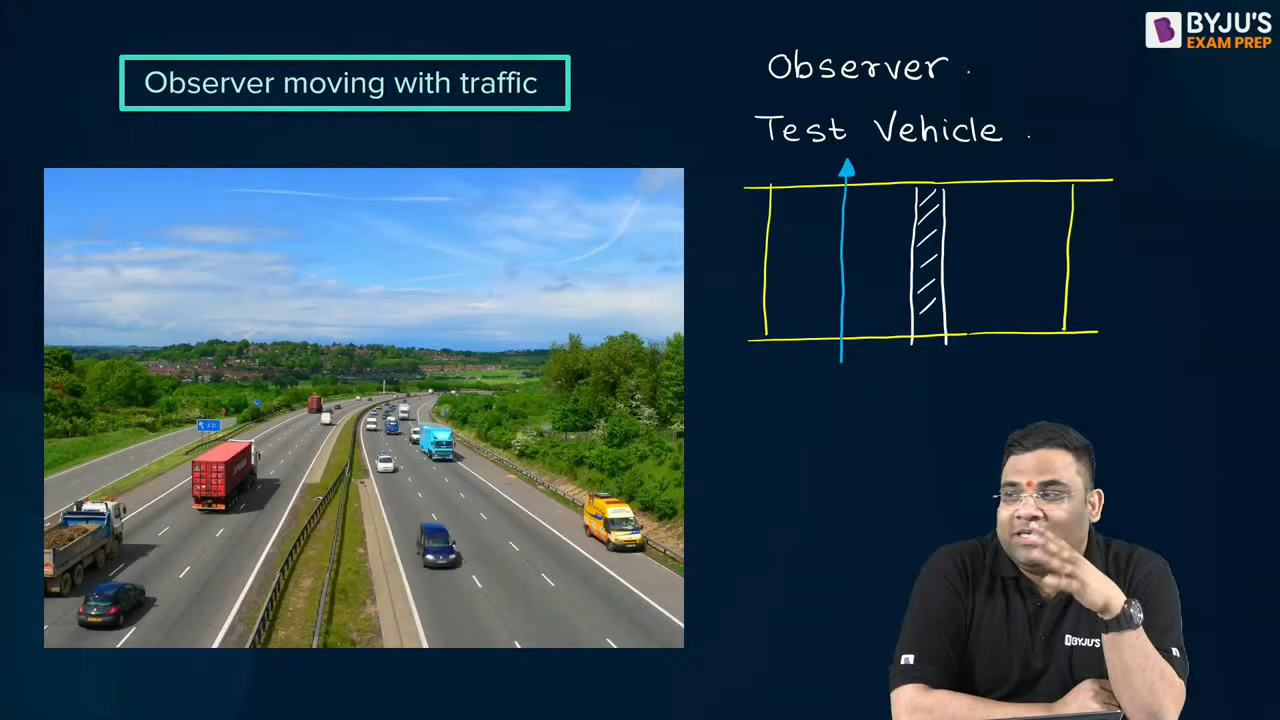 BYJU'S
EXAM PREP
Observer moving with traffic
Observer .
Test Vehicle .
BYJU'S